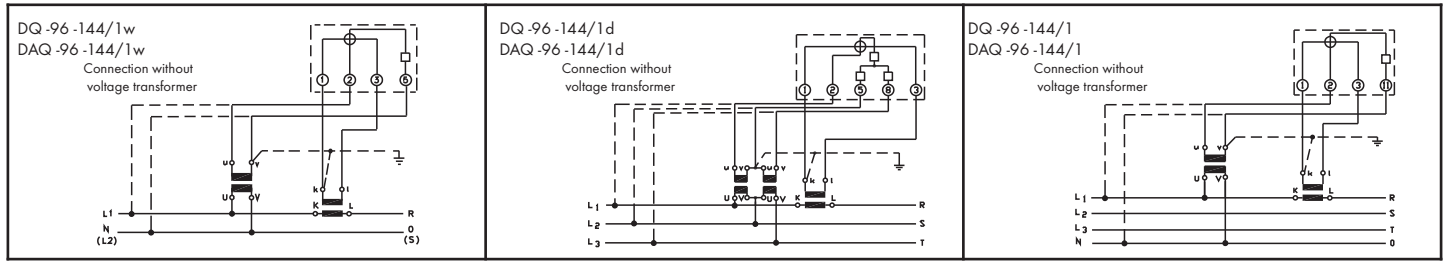 DQ -96 -144/1w
DAQ -96 -144/1w
Connection without
voltage transformer
1 2 3 6
u v
U V
k l
K L
L1 R
N O
(L2) (S)
DQ -96 -144/1d
DAQ -96 -144/1d
Connection without
voltage transformer
1 2 5 8 3
u v u v
U V U V
k l
K L
L1 R
L2 S
L3 T
DQ -96 -144/1
DAQ -96 -144/1
Connection without
voltage transformer
1 2 3 11
u v
U V
k l
K L
L1 R
L2 S
L3 T
N O